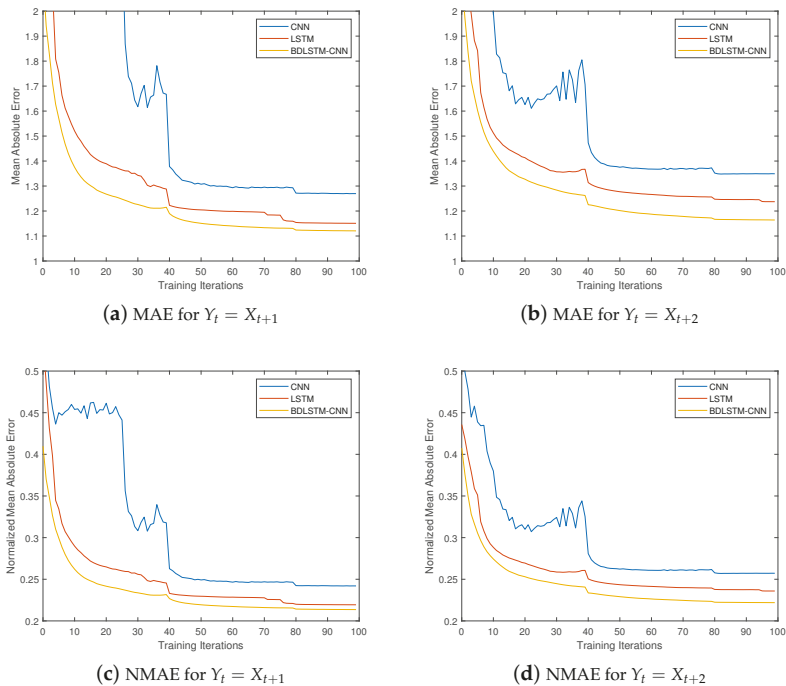 2
1.9
1.8
1.7
1.6
1.5
1.4
1.3
1.2
1.1
1
Mean Absolute Error
0 10 20 30 40 50 60 70 80 90 100
Training Iterations
CNN
LSTM
BDLSTM-CNN
(a) MAE for Y_t = X_{t+1}
2
1.9
1.8
1.7
1.6
1.5
1.4
1.3
1.2
1.1
1
Mean Absolute Error
0 10 20 30 40 50 60 70 80 90 100
Training Iterations
CNN
LSTM
BDLSTM-CNN
(b) MAE for Y_t = X_{t+2}
0.5
0.45
0.4
0.35
0.3
0.25
0.2
Normalized Mean Absolute Error
0 10 20 30 40 50 60 70 80 90 100
Training Iterations
CNN
LSTM
BDLSTM-CNN
(c) NMAE for Y_t = X_{t+1}
0.5
0.45
0.4
0.35
0.3
0.25
0.2
Normalized Mean Absolute Error
0 10 20 30 40 50 60 70 80 90 100
Training Iterations
CNN
LSTM
BDLSTM-CNN
(d) NMAE for Y_t = X_{t+2}